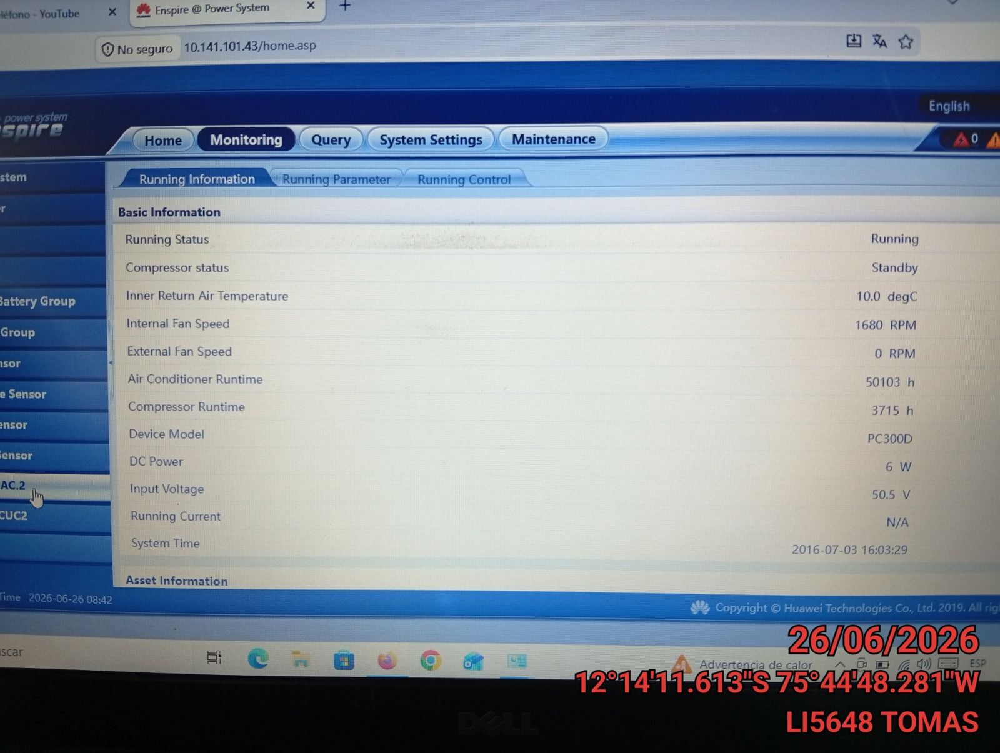 léfono - YouTube
Enspire @ Power System
No seguro 10.141.101.43/home.asp
English
power system
spire
Home Monitoring Query System Settings Maintenance
0
stem
r
Battery Group
Group
nsor
e Sensor
ensor
Sensor
AC.2
CUC2
Running Information Running Parameter Running Control
Basic Information
Running Status Running
Compressor status Standby
Inner Return Air Temperature 10.0 degC
Internal Fan Speed 1680 RPM
External Fan Speed 0 RPM
Air Conditioner Runtime 50103 h
Compressor Runtime 3715 h
Device Model PC300D
DC Power 6 W
Input Voltage 50.5 V
Running Current N/A
System Time 2016-07-03 16:03:29
Asset Information
Time 2026-06-26 08:42
Copyright © Huawei Technologies Co., Ltd. 2019. All rig
uscar
Advertencia de calor
ESP
26/06/2026
12°14'11.613"S 75°44'48.281"W
LI5648 TOMAS
DELL